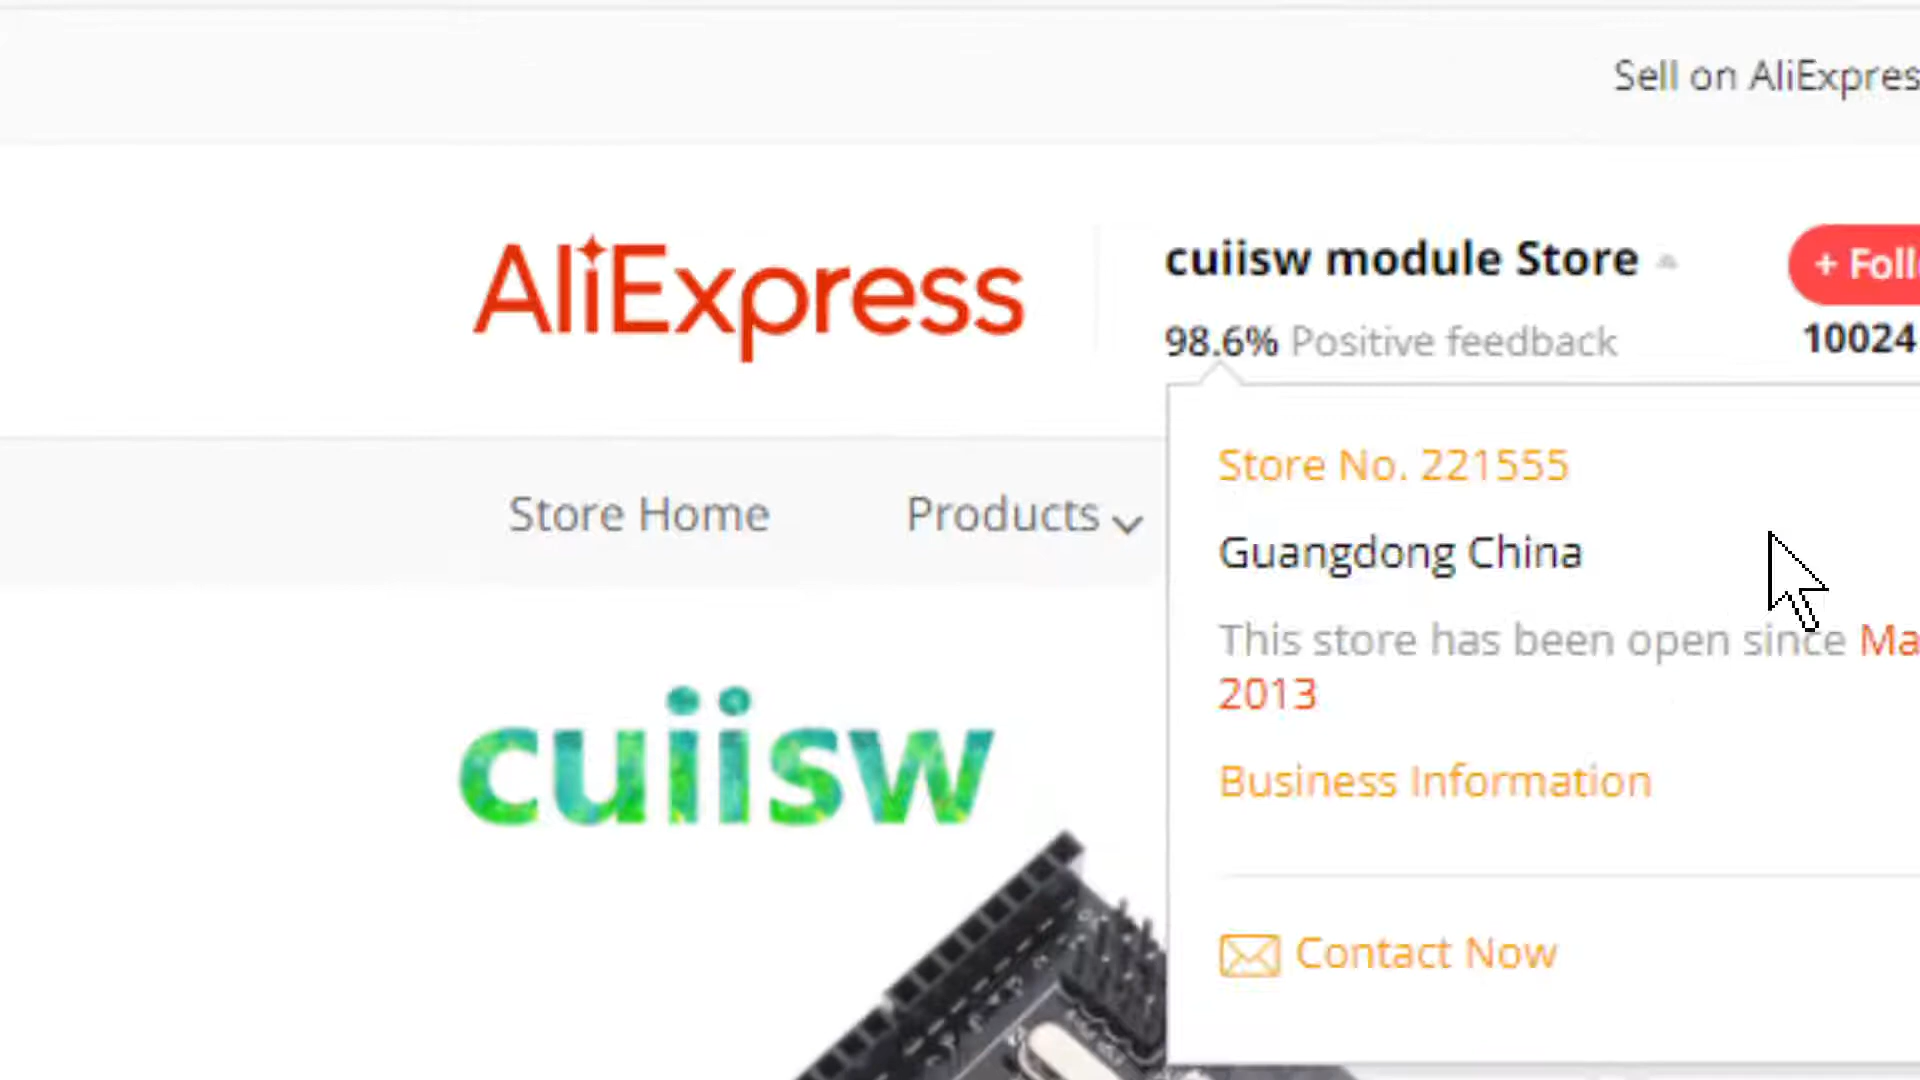 Sell on AliExpres
AliExpress
cuiisw module Store
+ Foll
98.6% Positive feedback
10024
Store No. 221555
Store Home
Products
Guangdong China
This store has been open since Ma
2013
cuiisw
Business Information
Contact Now